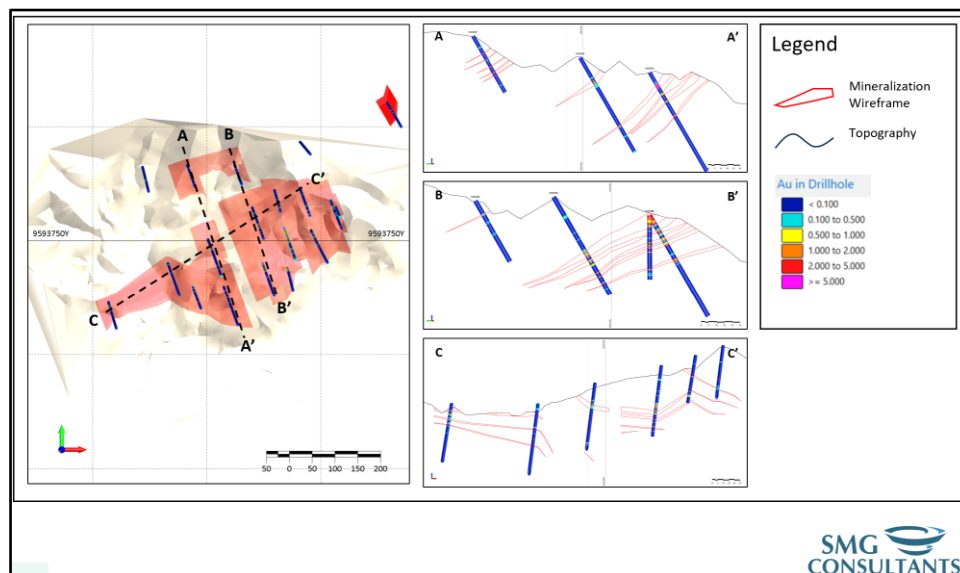 A
B
C'
9593750Y
9593750Y
C
B'
A'
50 0 50 100 150 200
A
A'
B
B'
C
C'
Legend
Mineralization
Wireframe
Topography
Au in Drillhole
< 0.100
0.100 to 0.500
0.500 to 1.000
1.000 to 2.000
2.000 to 5.000
>= 5.000
SMG
CONSULTANTS